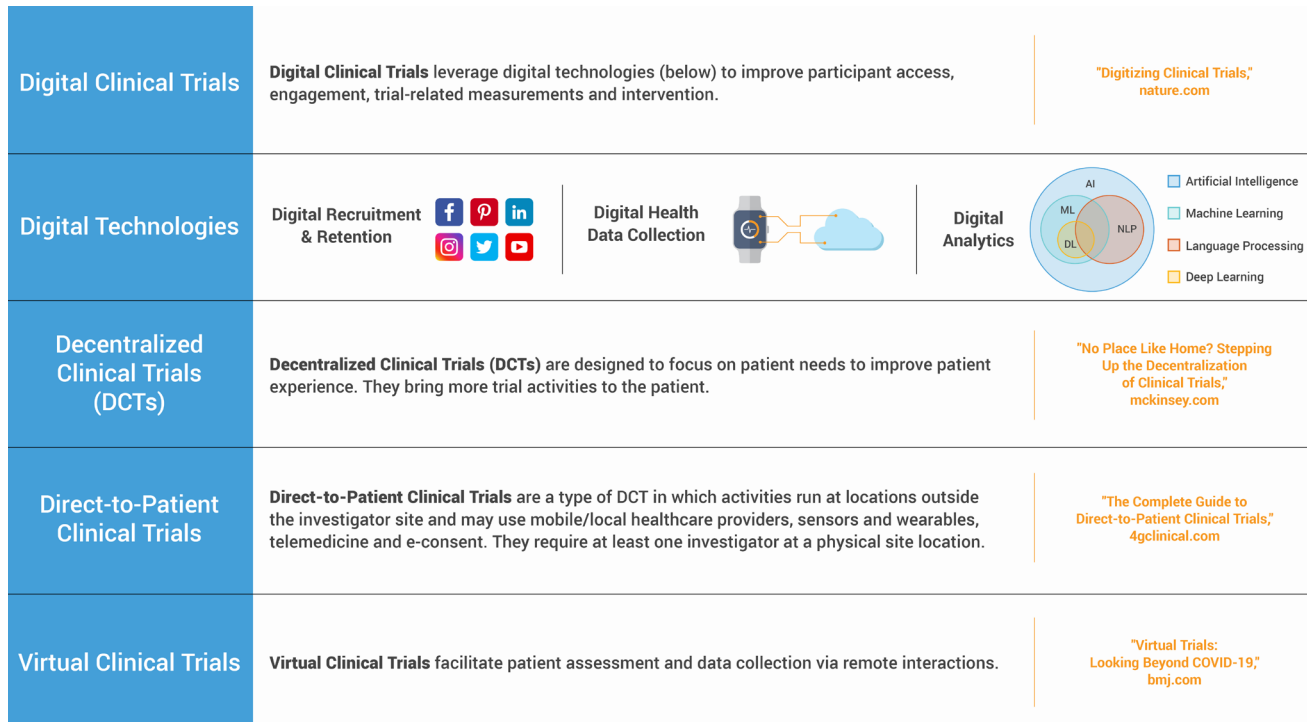 Digital Clinical Trials
Digital Clinical Trials leverage digital technologies (below) to improve participant access,
engagement, trial-related measurements and intervention.
"Digitizing Clinical Trials,"
nature.com
Digital Technologies
Digital Recruitment
& Retention
Digital Health
Data Collection
Digital
Analytics
AI
ML
NLP
DL
Artificial Intelligence
Machine Learning
Language Processing
Deep Learning
Decentralized
Clinical Trials
(DCTs)
Decentralized Clinical Trials (DCTs) are designed to focus on patient needs to improve patient
experience. They bring more trial activities to the patient.
"No Place Like Home? Stepping
Up the Decentralization
of Clinical Trials,"
mckinsey.com
Direct-to-Patient
Clinical Trials
Direct-to-Patient Clinical Trials are a type of DCT in which activities run at locations outside
the investigator site and may use mobile/local healthcare providers, sensors and wearables,
telemedicine and e-consent. They require at least one investigator at a physical site location.
"The Complete Guide to
Direct-to-Patient Clinical Trials,"
4gclinical.com
Virtual Clinical Trials
Virtual Clinical Trials facilitate patient assessment and data collection via remote interactions.
"Virtual Trials:
Looking Beyond COVID-19,"
bmj.com